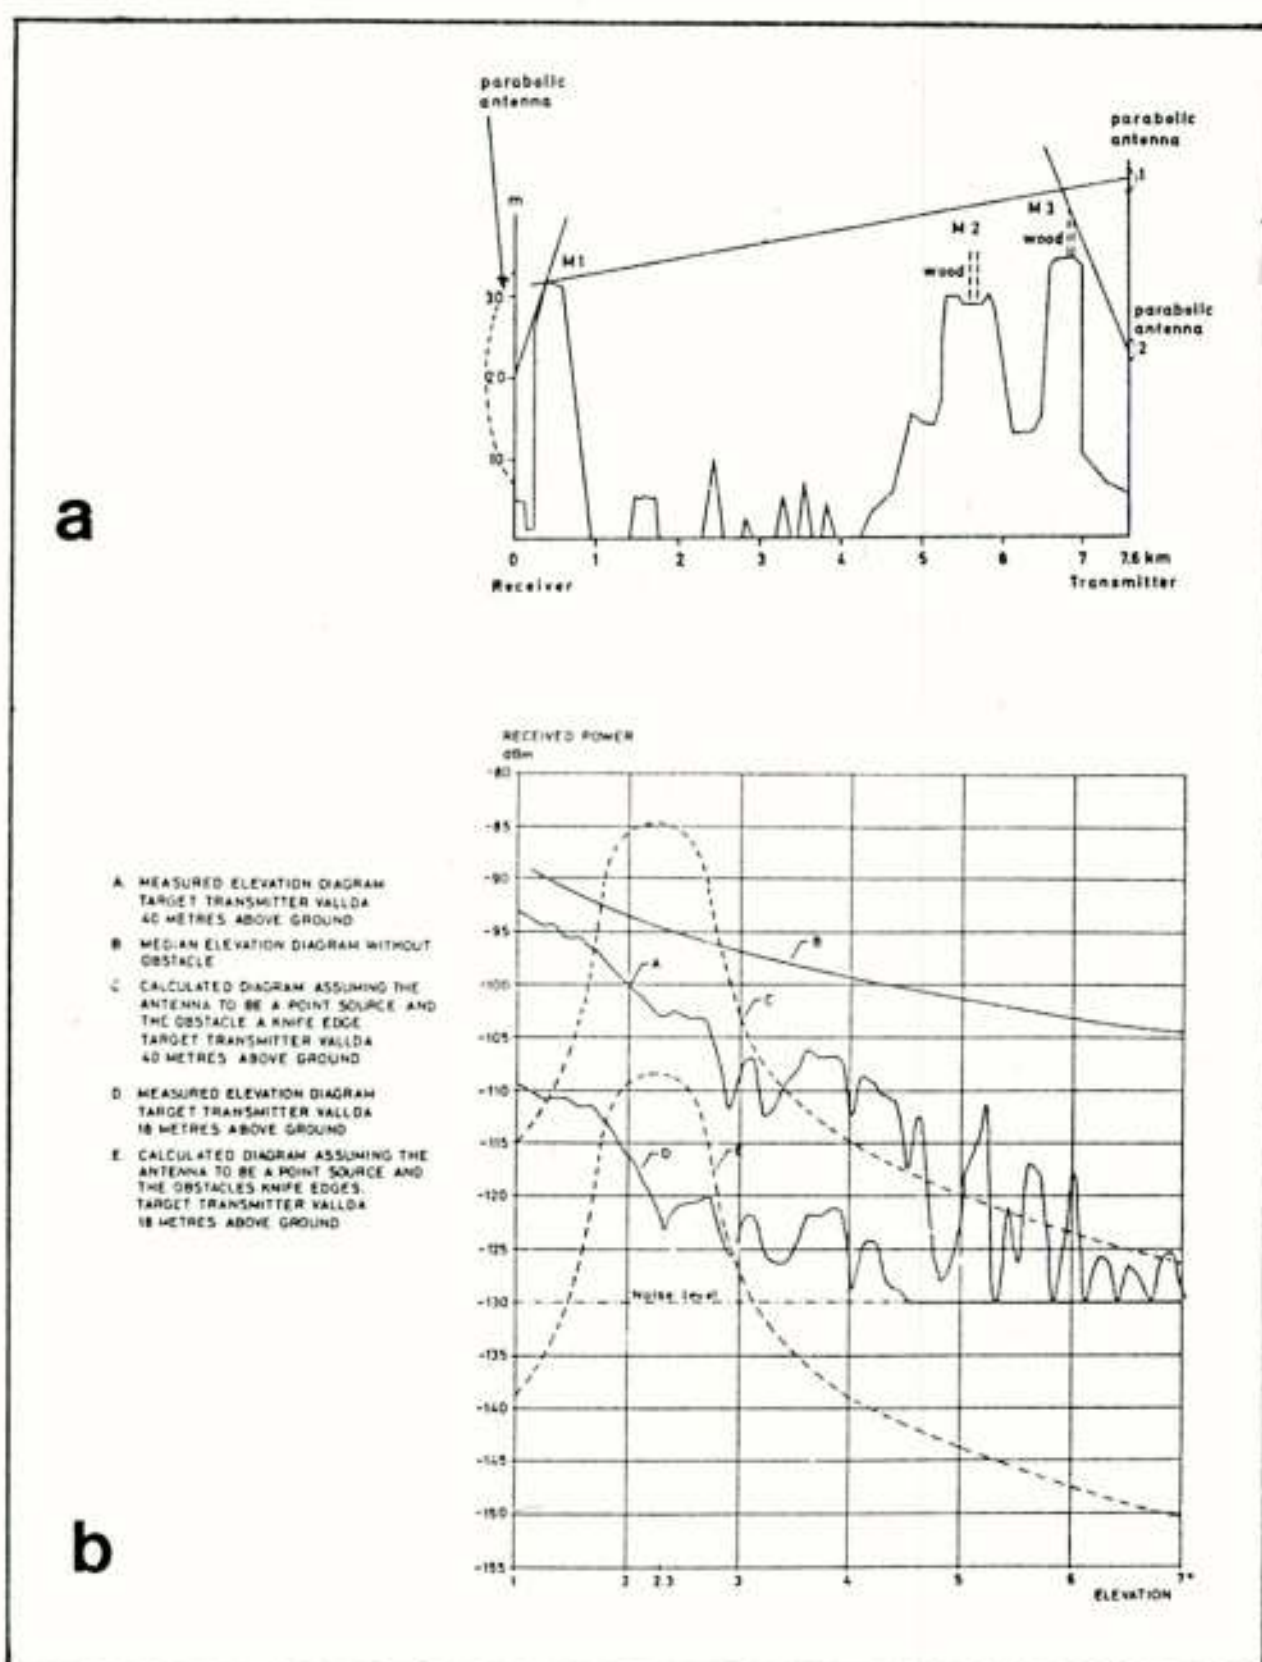 parabolic
antenna
parabolic
antenna
1
m
M 3
M 2
wood
M 1
wood
30
parabolic
antenna
2
20
10
a
0 1 2 3 4 5 6 7 7.6 km
Receiver
Transmitter
RECEIVED POWER
dBm
-80
-85
-90
-95
-100
-105
-110
-115
-120
-125
-130
-135
-140
-145
-150
-155
A
B
C
D
E
Noise level
1 2 2.3 3 4 5 6 7°
ELEVATION
A MEASURED ELEVATION DIAGRAM
TARGET TRANSMITTER VALLDA
40 METRES ABOVE GROUND
B MEDIAN ELEVATION DIAGRAM WITHOUT
OBSTACLE
C CALCULATED DIAGRAM ASSUMING THE
ANTENNA TO BE A POINT SOURCE AND
THE OBSTACLE A KNIFE EDGE
TARGET TRANSMITTER VALLDA
40 METRES ABOVE GROUND
D MEASURED ELEVATION DIAGRAM
TARGET TRANSMITTER VALLDA
18 METRES ABOVE GROUND
E CALCULATED DIAGRAM ASSUMING THE
ANTENNA TO BE A POINT SOURCE AND
THE OBSTACLES KNIFE EDGES.
TARGET TRANSMITTER VALLDA
18 METRES ABOVE GROUND
b